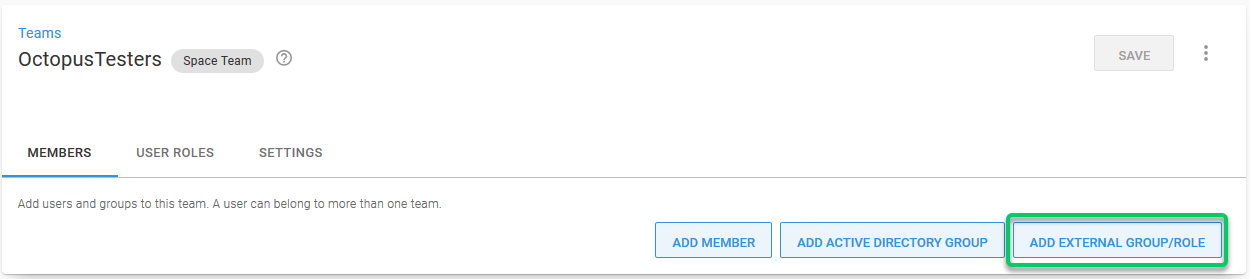 Teams
OctopusTesters Space Team ?
SAVE
MEMBERS USER ROLES SETTINGS
Add users and groups to this team. A user can belong to more than one team.
ADD MEMBER ADD ACTIVE DIRECTORY GROUP ADD EXTERNAL GROUP/ROLE